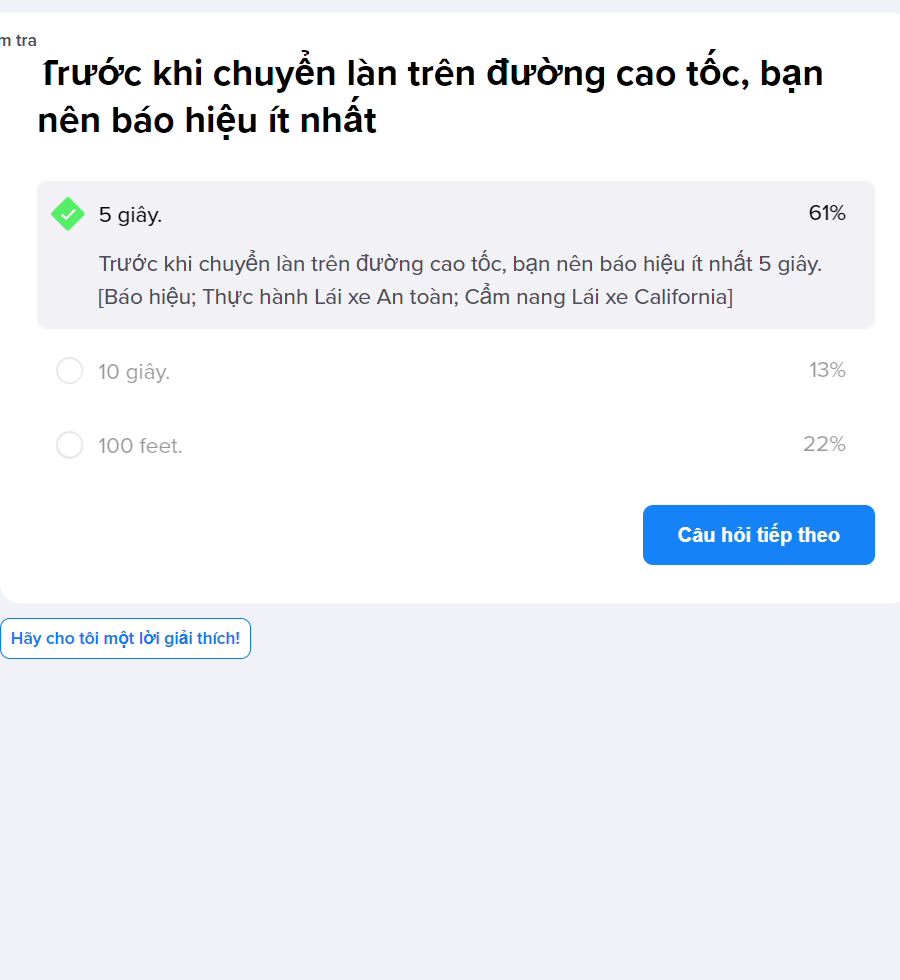 m tra
Trước khi chuyển làn trên đường cao tốc, bạn
nên báo hiệu ít nhất
5 giây.
61%
Trước khi chuyển làn trên đường cao tốc, bạn nên báo hiệu ít nhất 5 giây.
[Báo hiệu; Thực hành Lái xe An toàn; Cẩm nang Lái xe California]
10 giây.
13%
100 feet.
22%
Câu hỏi tiếp theo
Hãy cho tôi một lời giải thích!